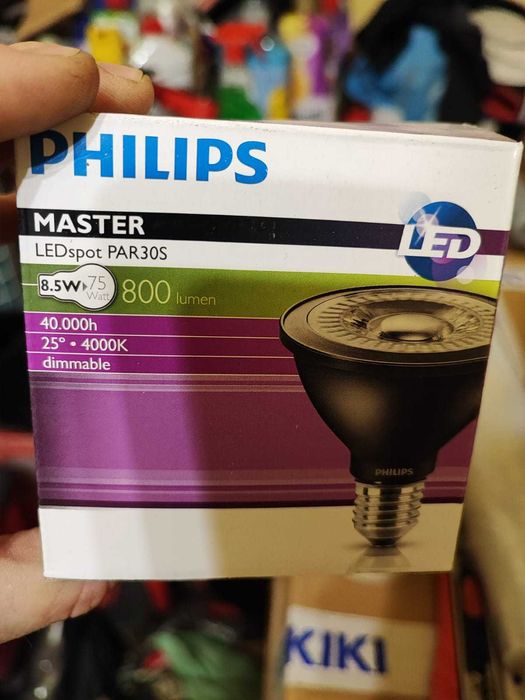 PHILIPS
MASTER
LEDspot PAR30S
LED
8.5W▸75 Watt
800 lumen
40.000h
25° • 4000K
dimmable
PHILIPS
KIKI